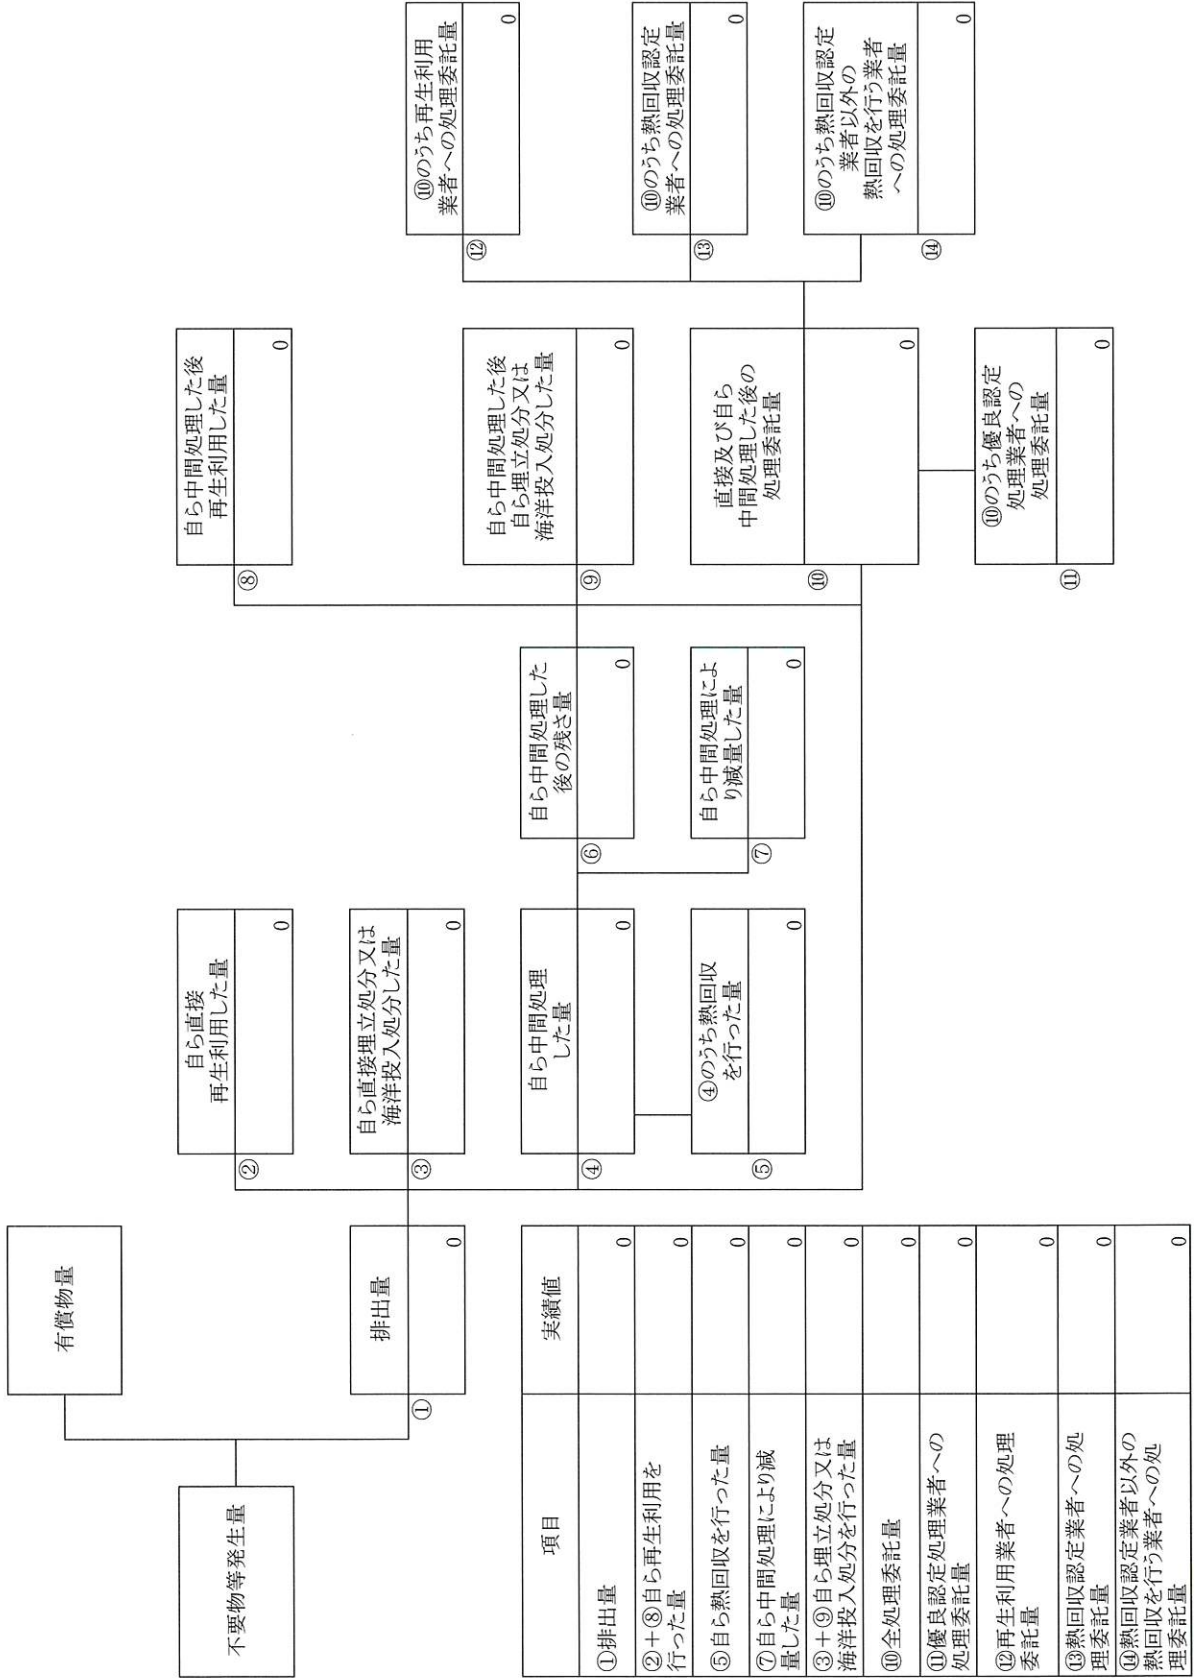 不要物等発生量
有償物量
排出量
①
0
自ら直接
再生利用した量
②
0
自ら直接埋立処分又は
海洋投入処分した量
③
0
自ら中間処理
した量
④
0
④のうち熱回収
を行った量
⑤
0
自ら中間処理した
後の残さ量
⑥
0
自ら中間処理によ
り減量した量
⑦
0
自ら中間処理した後
再生利用した量
⑧
0
自ら中間処理した後
自ら埋立処分又は
海洋投入処分した量
⑨
0
直接及び自ら
中間処理した後の
処理委託量
⑩
0
⑩のうち優良認定
処理業者への
処理委託量
⑪
0
⑩のうち再生利用
業者への処理委託量
⑫
0
⑩のうち熱回収認定
業者への処理委託量
⑬
0
⑩のうち熱回収認定
業者以外の
熱回収を行う業者
への処理委託量
⑭
0
項目 実績値
①排出量 0
②+⑧自ら再生利用を
行った量 0
⑤自ら熱回収を行った量 0
⑦自ら中間処理により減
量した量 0
③+⑨自ら埋立処分又は
海洋投入処分を行った量 0
⑩全処理委託量 0
⑪優良認定処理業者への
処理委託量 0
⑫再生利用業者への処理
委託量 0
⑬熱回収認定業者への処
理委託量 0
⑭熱回収認定業者以外の
熱回収を行う業者への処
理委託量 0